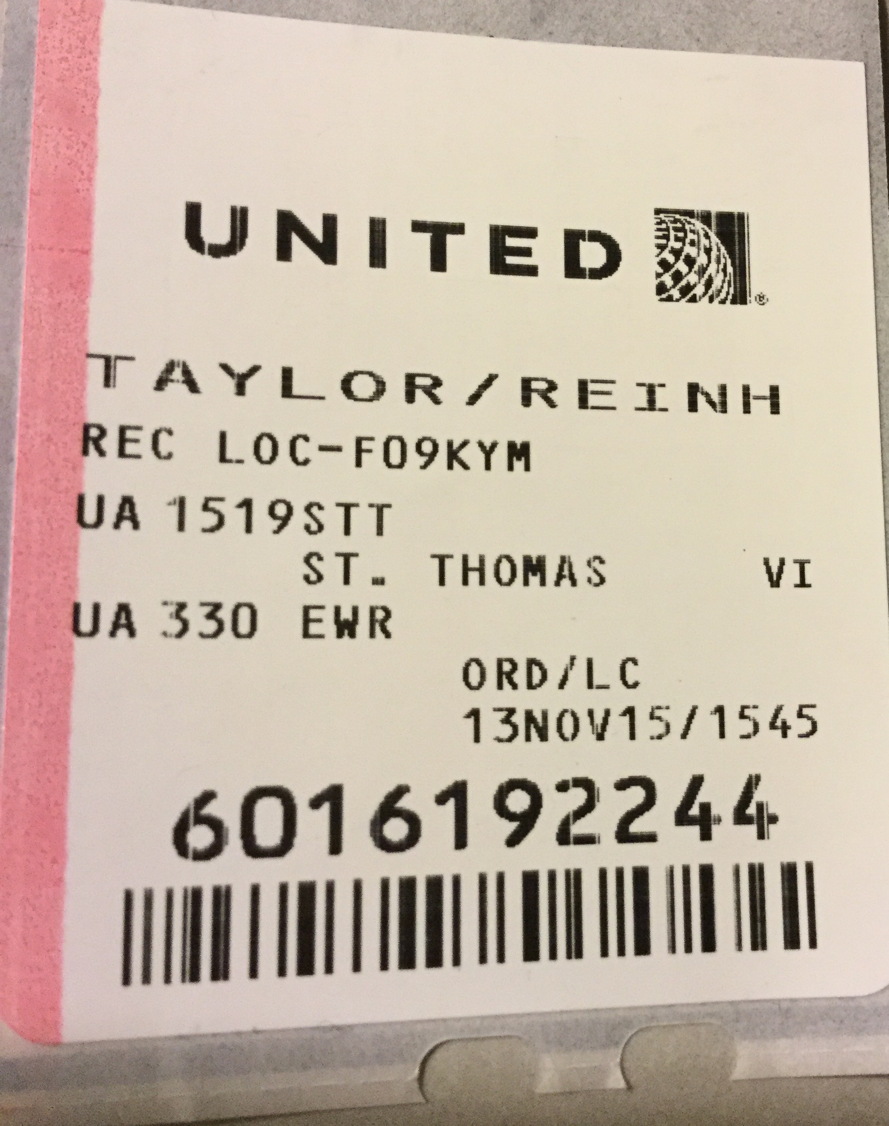 UNITED
TAYLOR/REINH
REC LOC-F09KYM
UA 1519STT
ST. THOMAS VI
UA 330 EWR
ORD/LC
13NOV15/1545
6016192244